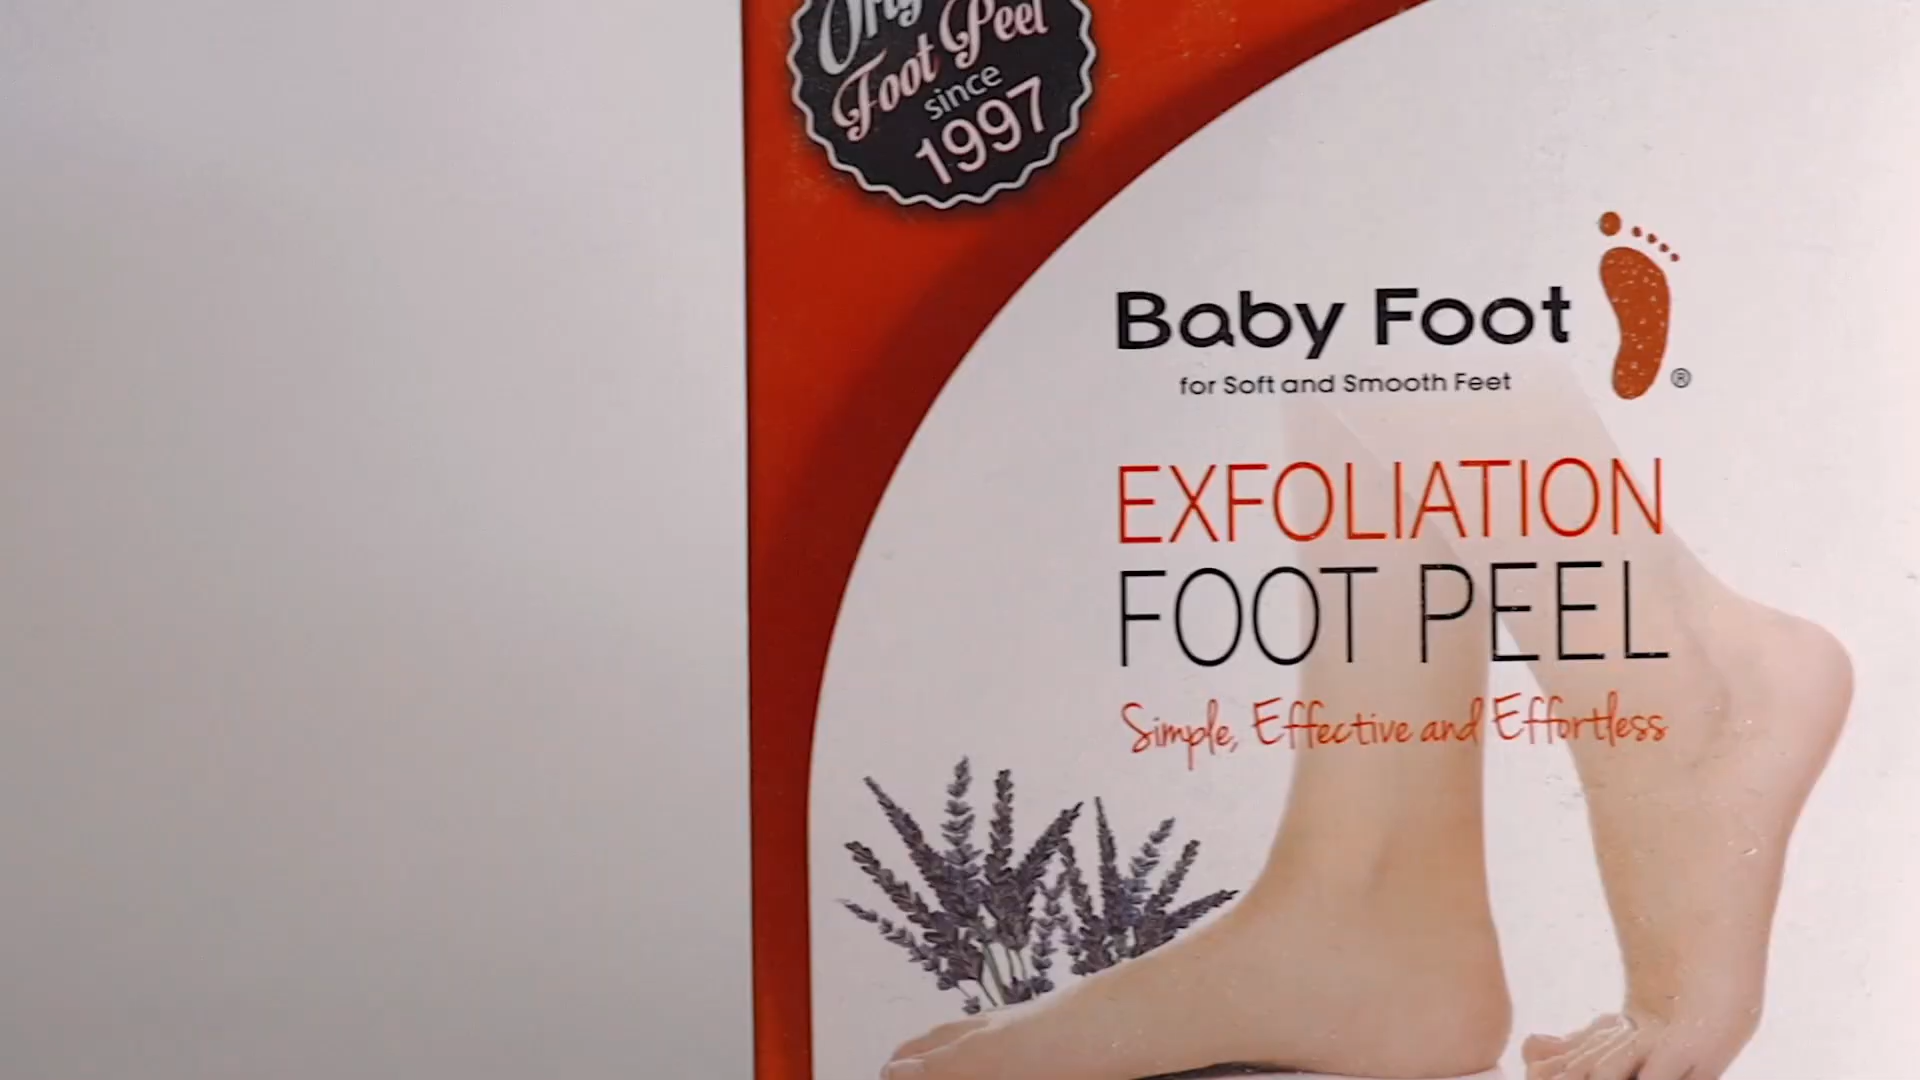 Foot Peel
since
1997
Baby Foot
®
for Soft and Smooth Feet
EXFOLIATION
FOOT PEEL
Simple, Effective and Effortless